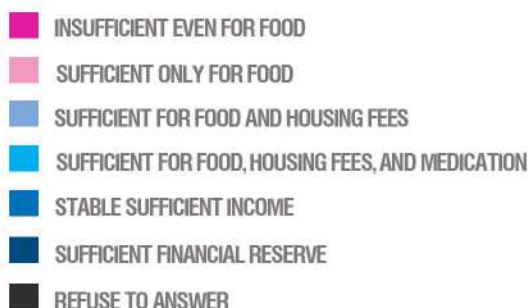 INSUFFICIENT EVEN FOR FOOD
SUFFICIENT ONLY FOR FOOD
SUFFICIENT FOR FOOD AND HOUSING FEES
SUFFICIENT FOR FOOD, HOUSING FEES, AND MEDICATION
STABLE SUFFICIENT INCOME
SUFFICIENT FINANCIAL RESERVE
REFUSE TO ANSWER